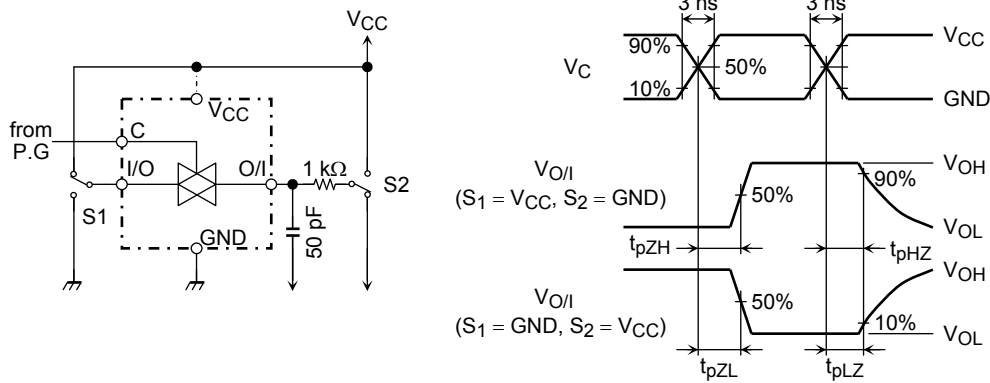 VCC
from
P.G
C
VCC
I/O
O/I
1 kΩ
S1
S2
GND
50 pF
3 ns
3 ns
VC
90%
10%
50%
VCC
GND
VO/I
(S1 = VCC, S2 = GND)
50%
VOH
90%
VOL
tpZH
tpHZ
VO/I
(S1 = GND, S2 = VCC)
50%
VOH
10%
VOL
tpZL
tpLZ